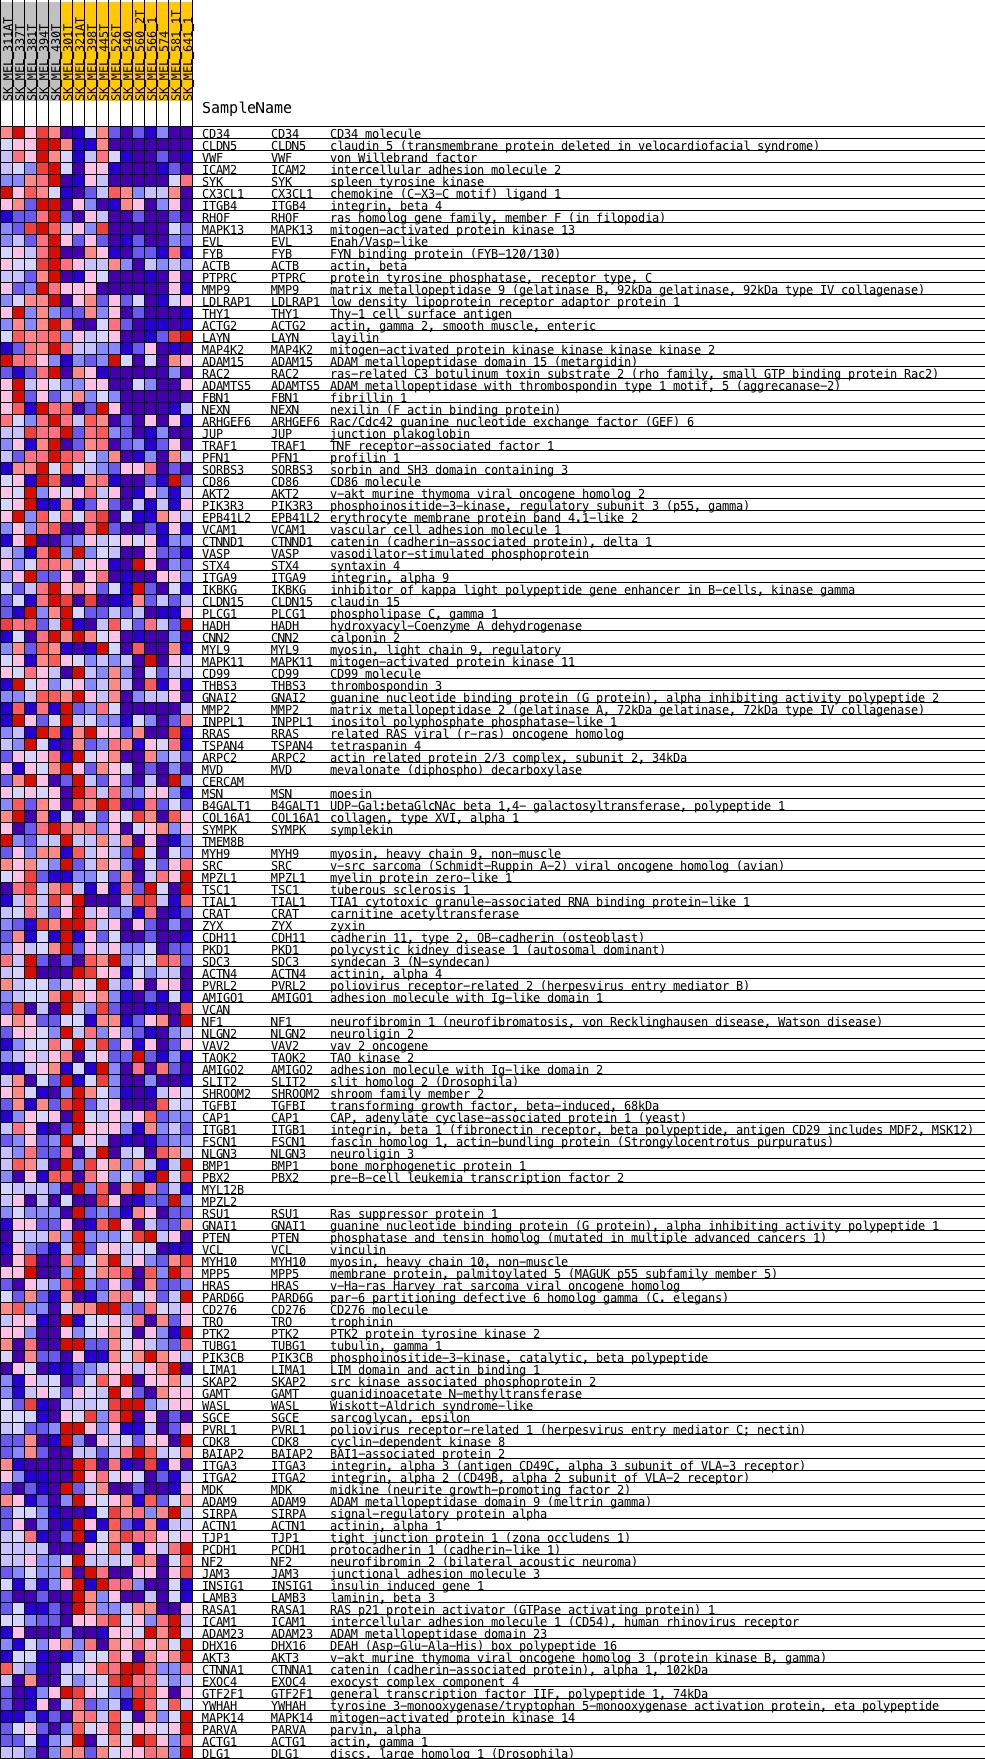 SK_MEL_311AT
SK_MEL_337T
SK_MEL_381T
SK_MEL_394T
SK_MEL_430T
SK_MEL_301T
SK_MEL_321AT
SK_MEL_398T
SK_MEL_445T
SK_MEL_526T
SK_MEL_540
SK_MEL_560_2T
SK_MEL_566_1
SK_MEL_574
SK_MEL_581_1T
SK_MEL_641_1
SampleName
CD34 CD34 CD34 molecule
CLDN5 CLDN5 claudin 5 (transmembrane protein deleted in velocardiofacial syndrome)
VWF VWF von Willebrand factor
ICAM2 ICAM2 intercellular adhesion molecule 2
SYK SYK spleen tyrosine kinase
CX3CL1 CX3CL1 chemokine (C-X3-C motif) ligand 1
ITGB4 ITGB4 integrin, beta 4
RHOF RHOF ras homolog gene family, member F (in filopodia)
MAPK13 MAPK13 mitogen-activated protein kinase 13
EVL EVL Enah/Vasp-like
FYB FYB FYN binding protein (FYB-120/130)
ACTB ACTB actin, beta
PTPRC PTPRC protein tyrosine phosphatase, receptor type, C
MMP9 MMP9 matrix metallopeptidase 9 (gelatinase B, 92kDa gelatinase, 92kDa type IV collagenase)
LDLRAP1 LDLRAP1 low density lipoprotein receptor adaptor protein 1
THY1 THY1 Thy-1 cell surface antigen
ACTG2 ACTG2 actin, gamma 2, smooth muscle, enteric
LAYN LAYN layilin
MAP4K2 MAP4K2 mitogen-activated protein kinase kinase kinase kinase 2
ADAM15 ADAM15 ADAM metallopeptidase domain 15 (metargidin)
RAC2 RAC2 ras-related C3 botulinum toxin substrate 2 (rho family, small GTP binding protein Rac2)
ADAMTS5 ADAMTS5 ADAM metallopeptidase with thrombospondin type 1 motif, 5 (aggrecanase-2)
FBN1 FBN1 fibrillin 1
NEXN NEXN nexilin (F actin binding protein)
ARHGEF6 ARHGEF6 Rac/Cdc42 guanine nucleotide exchange factor (GEF) 6
JUP JUP junction plakoglobin
TRAF1 TRAF1 TNF receptor-associated factor 1
PFN1 PFN1 profilin 1
SORBS3 SORBS3 sorbin and SH3 domain containing 3
CD86 CD86 CD86 molecule
AKT2 AKT2 v-akt murine thymoma viral oncogene homolog 2
PIK3R3 PIK3R3 phosphoinositide-3-kinase, regulatory subunit 3 (p55, gamma)
EPB41L2 EPB41L2 erythrocyte membrane protein band 4.1-like 2
VCAM1 VCAM1 vascular cell adhesion molecule 1
CTNND1 CTNND1 catenin (cadherin-associated protein), delta 1
VASP VASP vasodilator-stimulated phosphoprotein
STX4 STX4 syntaxin 4
ITGA9 ITGA9 integrin, alpha 9
IKBKG IKBKG inhibitor of kappa light polypeptide gene enhancer in B-cells, kinase gamma
CLDN15 CLDN15 claudin 15
PLCG1 PLCG1 phospholipase C, gamma 1
HADH HADH hydroxyacyl-Coenzyme A dehydrogenase
CNN2 CNN2 calponin 2
MYL9 MYL9 myosin, light chain 9, regulatory
MAPK11 MAPK11 mitogen-activated protein kinase 11
CD99 CD99 CD99 molecule
THBS3 THBS3 thrombospondin 3
GNAI2 GNAI2 guanine nucleotide binding protein (G protein), alpha inhibiting activity polypeptide 2
MMP2 MMP2 matrix metallopeptidase 2 (gelatinase A, 72kDa gelatinase, 72kDa type IV collagenase)
INPPL1 INPPL1 inositol polyphosphate phosphatase-like 1
RRAS RRAS related RAS viral (r-ras) oncogene homolog
TSPAN4 TSPAN4 tetraspanin 4
ARPC2 ARPC2 actin related protein 2/3 complex, subunit 2, 34kDa
MVD MVD mevalonate (diphospho) decarboxylase
CERCAM
MSN MSN moesin
B4GALT1 B4GALT1 UDP-Gal:betaGlcNAc beta 1,4- galactosyltransferase, polypeptide 1
COL16A1 COL16A1 collagen, type XVI, alpha 1
SYMPK SYMPK symplekin
TMEM8B
MYH9 MYH9 myosin, heavy chain 9, non-muscle
SRC SRC v-src sarcoma (Schmidt-Ruppin A-2) viral oncogene homolog (avian)
MPZL1 MPZL1 myelin protein zero-like 1
TSC1 TSC1 tuberous sclerosis 1
TIAL1 TIAL1 TIA1 cytotoxic granule-associated RNA binding protein-like 1
CRAT CRAT carnitine acetyltransferase
ZYX ZYX zyxin
CDH11 CDH11 cadherin 11, type 2, OB-cadherin (osteoblast)
PKD1 PKD1 polycystic kidney disease 1 (autosomal dominant)
SDC3 SDC3 syndecan 3 (N-syndecan)
ACTN4 ACTN4 actinin, alpha 4
PVRL2 PVRL2 poliovirus receptor-related 2 (herpesvirus entry mediator B)
AMIGO1 AMIGO1 adhesion molecule with Ig-like domain 1
VCAN
NF1 NF1 neurofibromin 1 (neurofibromatosis, von Recklinghausen disease, Watson disease)
NLGN2 NLGN2 neuroligin 2
VAV2 VAV2 vav 2 oncogene
TAOK2 TAOK2 TAO kinase 2
AMIGO2 AMIGO2 adhesion molecule with Ig-like domain 2
SLIT2 SLIT2 slit homolog 2 (Drosophila)
SHROOM2 SHROOM2 shroom family member 2
TGFBI TGFBI transforming growth factor, beta-induced, 68kDa
CAP1 CAP1 CAP, adenylate cyclase-associated protein 1 (yeast)
ITGB1 ITGB1 integrin, beta 1 (fibronectin receptor, beta polypeptide, antigen CD29 includes MDF2, MSK12)
FSCN1 FSCN1 fascin homolog 1, actin-bundling protein (Strongylocentrotus purpuratus)
NLGN3 NLGN3 neuroligin 3
BMP1 BMP1 bone morphogenetic protein 1
PBX2 PBX2 pre-B-cell leukemia transcription factor 2
MYL12B
MPZL2
RSU1 RSU1 Ras suppressor protein 1
GNAI1 GNAI1 guanine nucleotide binding protein (G protein), alpha inhibiting activity polypeptide 1
PTEN PTEN phosphatase and tensin homolog (mutated in multiple advanced cancers 1)
VCL VCL vinculin
MYH10 MYH10 myosin, heavy chain 10, non-muscle
MPP5 MPP5 membrane protein, palmitoylated 5 (MAGUK p55 subfamily member 5)
HRAS HRAS v-Ha-ras Harvey rat sarcoma viral oncogene homolog
PARD6G PARD6G par-6 partitioning defective 6 homolog gamma (C. elegans)
CD276 CD276 CD276 molecule
TRO TRO trophinin
PTK2 PTK2 PTK2 protein tyrosine kinase 2
TUBG1 TUBG1 tubulin, gamma 1
PIK3CB PIK3CB phosphoinositide-3-kinase, catalytic, beta polypeptide
LIMA1 LIMA1 LIM domain and actin binding 1
SKAP2 SKAP2 src kinase associated phosphoprotein 2
GAMT GAMT guanidinoacetate N-methyltransferase
WASL WASL Wiskott-Aldrich syndrome-like
SGCE SGCE sarcoglycan, epsilon
PVRL1 PVRL1 poliovirus receptor-related 1 (herpesvirus entry mediator C; nectin)
CDK8 CDK8 cyclin-dependent kinase 8
BAIAP2 BAIAP2 BAI1-associated protein 2
ITGA3 ITGA3 integrin, alpha 3 (antigen CD49C, alpha 3 subunit of VLA-3 receptor)
ITGA2 ITGA2 integrin, alpha 2 (CD49B, alpha 2 subunit of VLA-2 receptor)
MDK MDK midkine (neurite growth-promoting factor 2)
ADAM9 ADAM9 ADAM metallopeptidase domain 9 (meltrin gamma)
SIRPA SIRPA signal-regulatory protein alpha
ACTN1 ACTN1 actinin, alpha 1
TJP1 TJP1 tight junction protein 1 (zona occludens 1)
PCDH1 PCDH1 protocadherin 1 (cadherin-like 1)
NF2 NF2 neurofibromin 2 (bilateral acoustic neuroma)
JAM3 JAM3 junctional adhesion molecule 3
INSIG1 INSIG1 insulin induced gene 1
LAMB3 LAMB3 laminin, beta 3
RASA1 RASA1 RAS p21 protein activator (GTPase activating protein) 1
ICAM1 ICAM1 intercellular adhesion molecule 1 (CD54), human rhinovirus receptor
ADAM23 ADAM23 ADAM metallopeptidase domain 23
DHX16 DHX16 DEAH (Asp-Glu-Ala-His) box polypeptide 16
AKT3 AKT3 v-akt murine thymoma viral oncogene homolog 3 (protein kinase B, gamma)
CTNNA1 CTNNA1 catenin (cadherin-associated protein), alpha 1, 102kDa
EXOC4 EXOC4 exocyst complex component 4
GTF2F1 GTF2F1 general transcription factor IIF, polypeptide 1, 74kDa
YWHAH YWHAH tyrosine 3-monooxygenase/tryptophan 5-monooxygenase activation protein, eta polypeptide
MAPK14 MAPK14 mitogen-activated protein kinase 14
PARVA PARVA parvin, alpha
ACTG1 ACTG1 actin, gamma 1
DLG1 DLG1 discs, large homolog 1 (Drosophila)